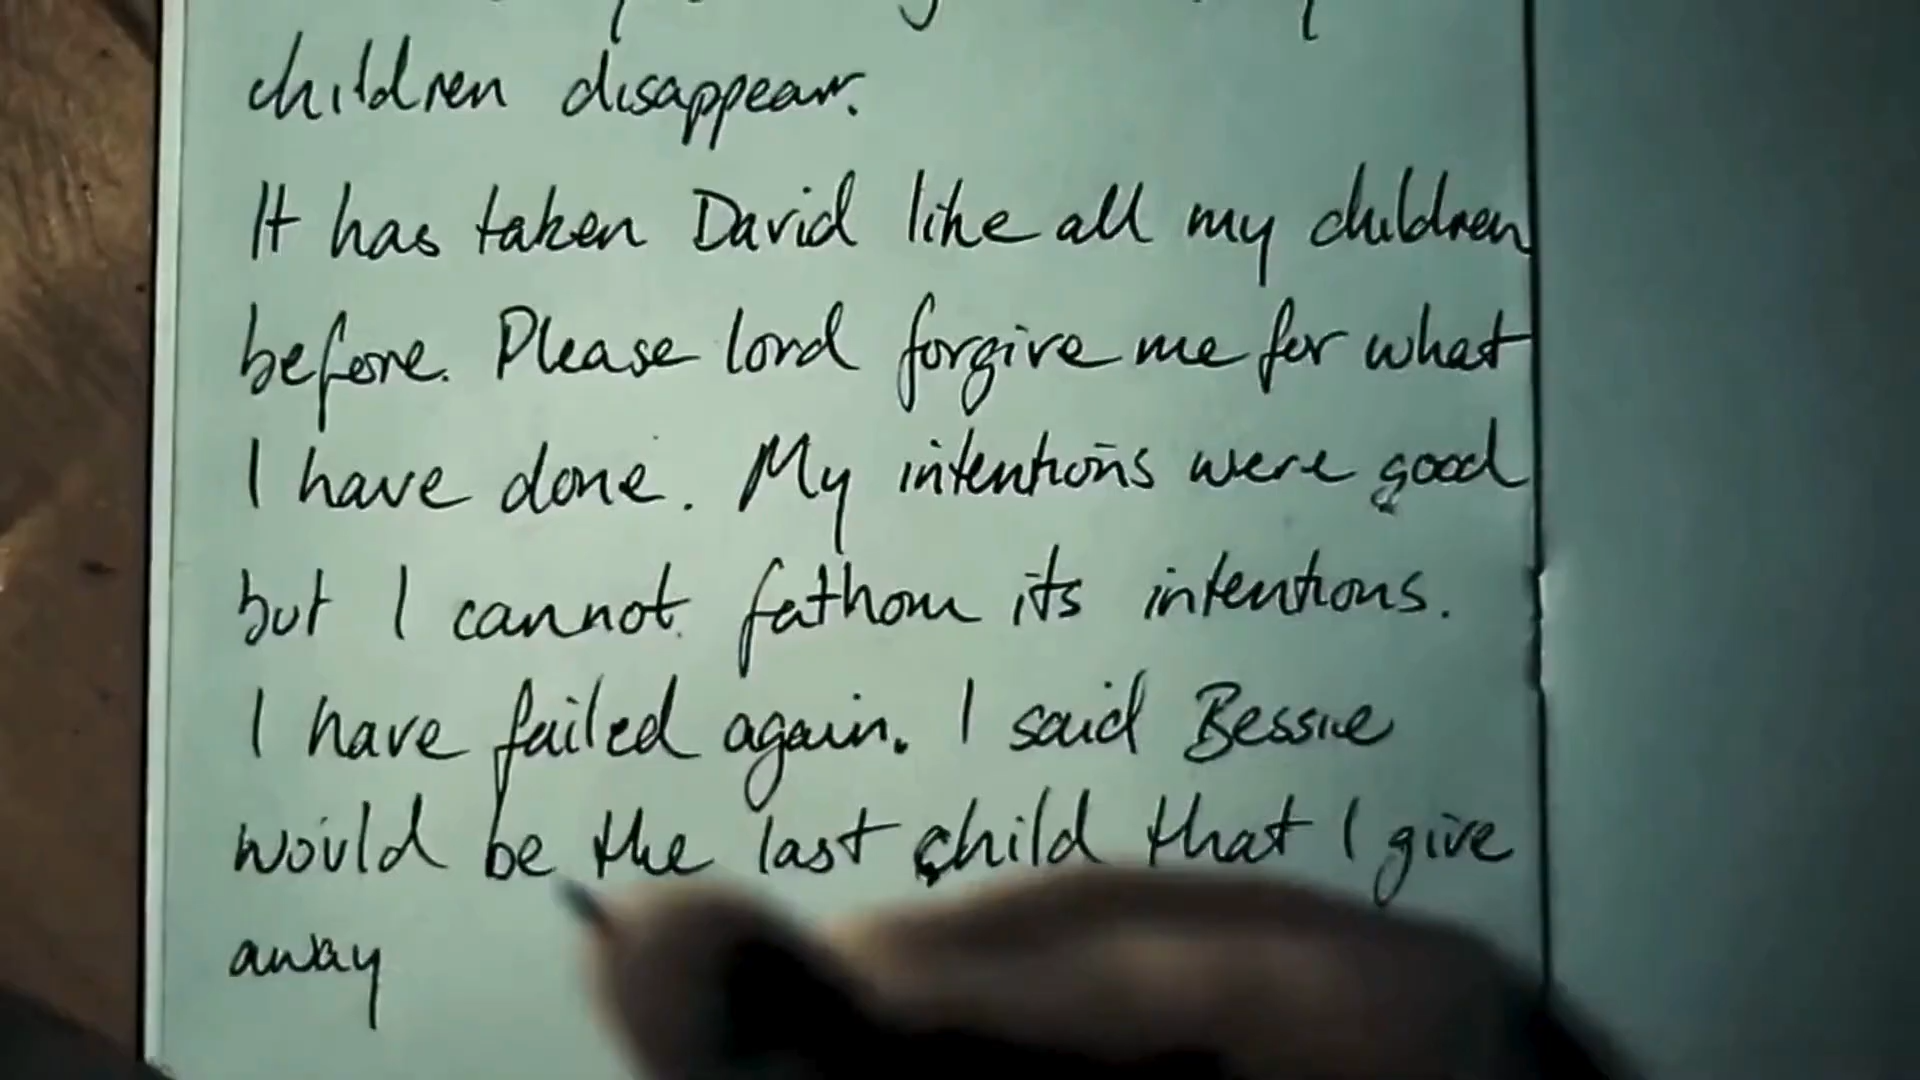 children disappear.
It has taken David like all my children
before. Please lord forgive me for what
I have done. My intentions were good
but I cannot fathom its intentions.
I have failed again. I said Bessie
would be the last child that I give
away